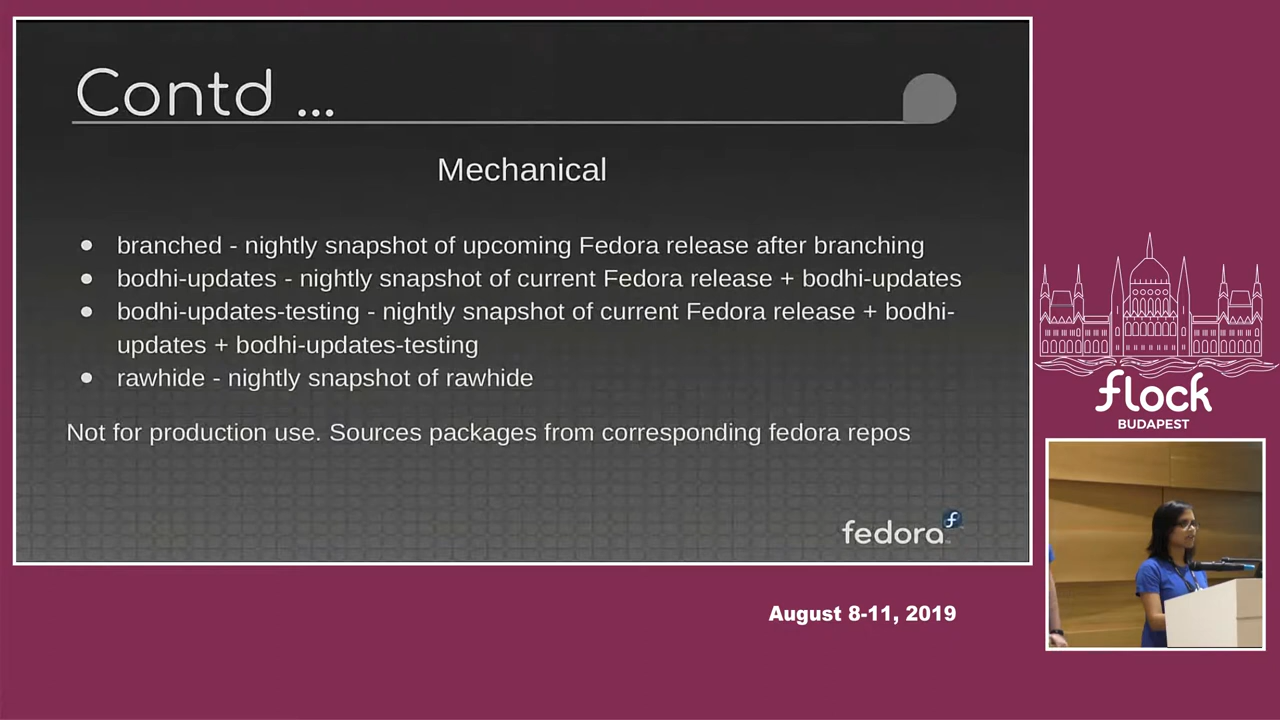 Contd ...
Mechanical
● branched - nightly snapshot of upcoming Fedora release after branching
● bodhi-updates - nightly snapshot of current Fedora release + bodhi-updates
● bodhi-updates-testing - nightly snapshot of current Fedora release + bodhi-
updates + bodhi-updates-testing
● rawhide - nightly snapshot of rawhide
Not for production use. Sources packages from corresponding fedora repos
fedora
flock
BUDAPEST
August 8-11, 2019